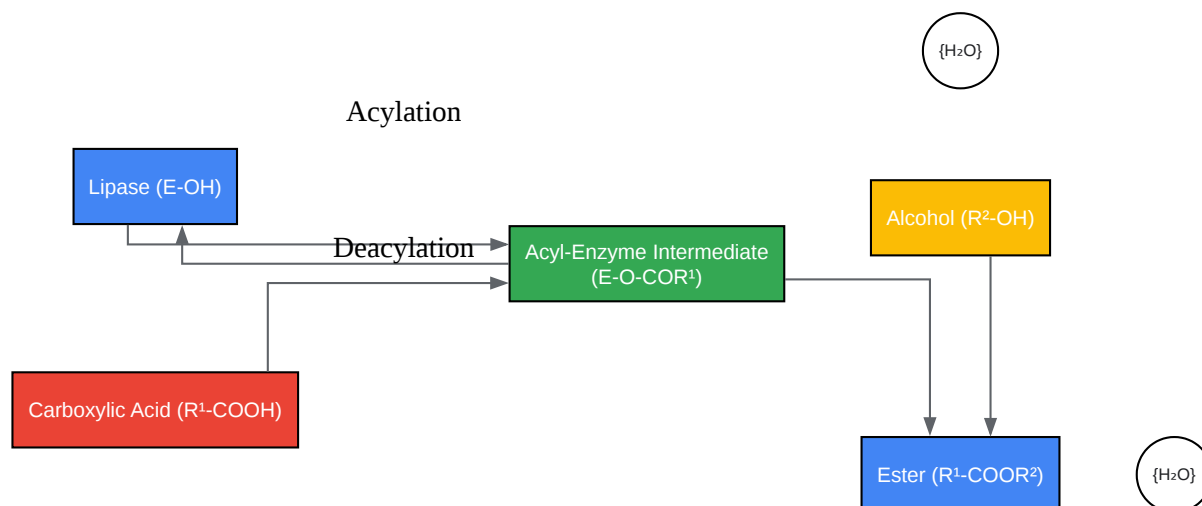 {H₂O}
Acylation
Lipase (E-OH)
Alcohol (R²-OH)
Deacylation
Acyl-Enzyme Intermediate
(E-O-COR¹)
Carboxylic Acid (R¹-COOH)
Ester (R¹-COOR²)
{H₂O}